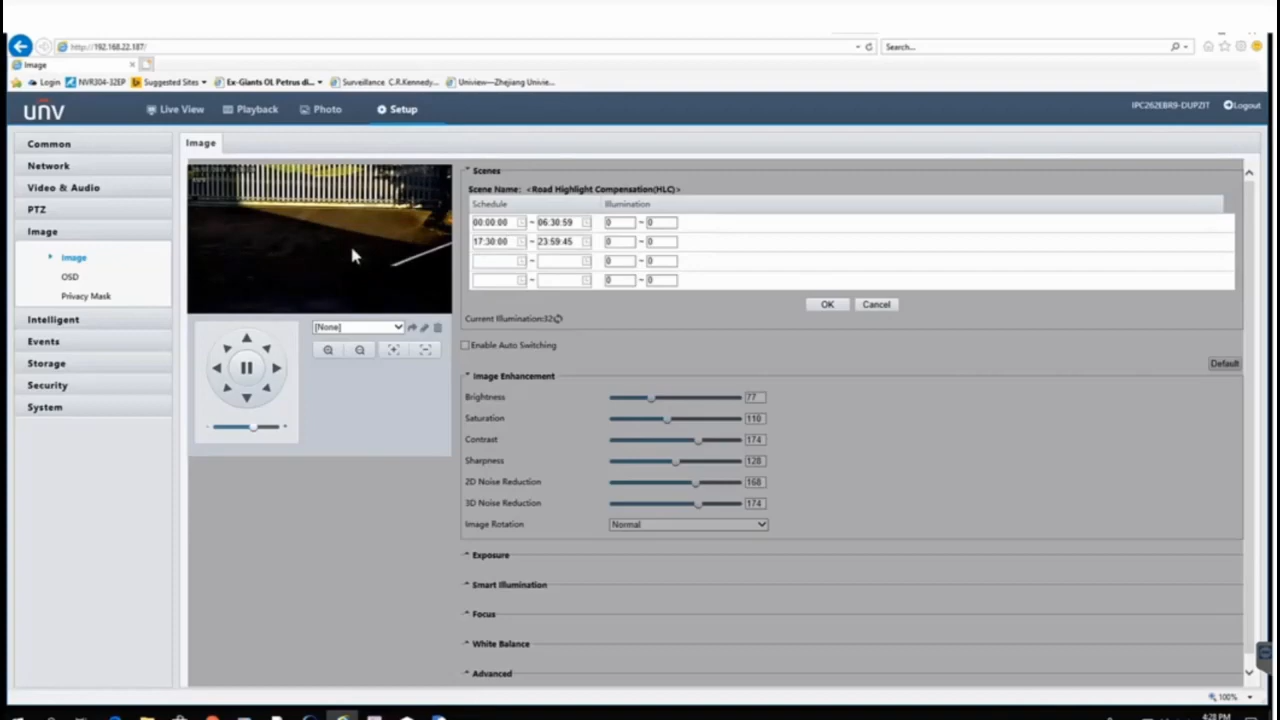 http://192.168.22.187/
Search...
Image
Login NVR304-32EP Suggested Sites Ex-Giants OL Petrus di... Surveillance C.R.Kennedy... Uniview—Zhejiang Univie...
unv Live View Playback Photo Setup IPC262EBR9-DUPZIT Logout
Common
Network
Video & Audio
PTZ
Image
Image
OSD
Privacy Mask
Intelligent
Events
Storage
Security
System
Image
[None]
Scenes
Scene Name: <Road Highlight Compensation(HLC)>
Schedule Illumination
00:00:00 ~ 06:30:59 0 ~ 0
17:30:00 ~ 23:59:45 0 ~ 0
~ 0 ~ 0
~ 0 ~ 0
OK Cancel
Current Illumination:32
Enable Auto Switching
Default
Image Enhancement
Brightness 77
Saturation 110
Contrast 174
Sharpness 128
2D Noise Reduction 168
3D Noise Reduction 174
Image Rotation Normal
Exposure
Smart Illumination
Focus
White Balance
Advanced
100%
4:28 PM